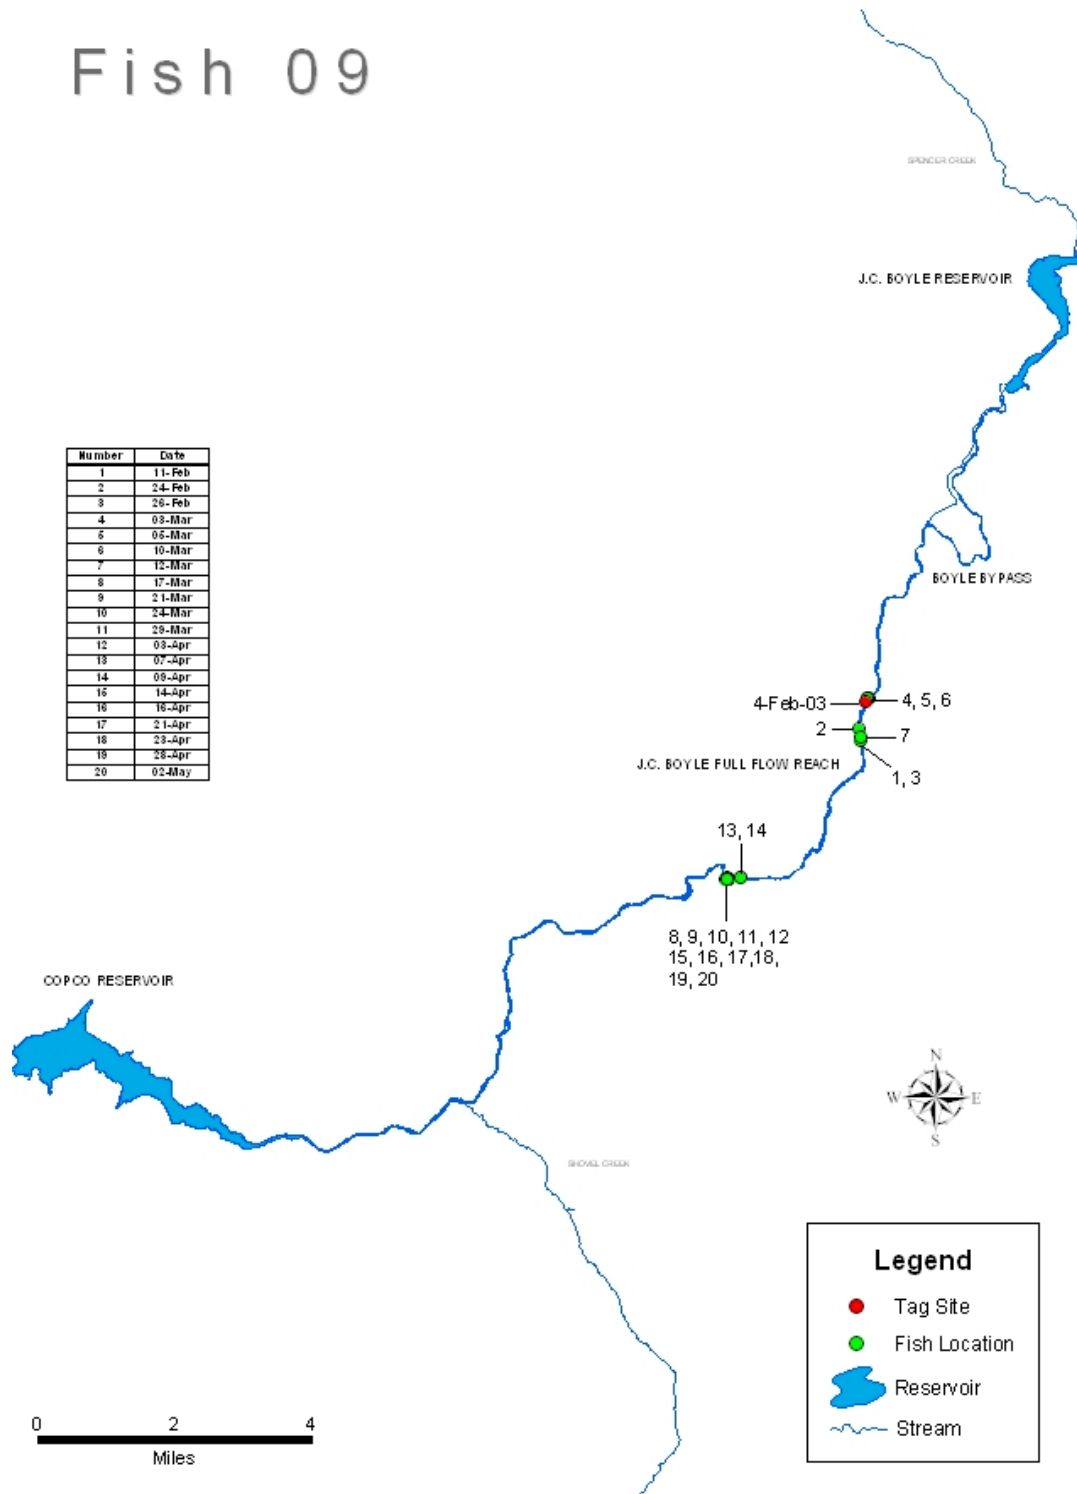 Fish 09
SPENCER CREEK
J.C. BOYLE RESERVOIR
Number Date
1 11-Feb
2 24-Feb
3 26-Feb
4 03-Mar
5 05-Mar
6 10-Mar
7 12-Mar
8 17-Mar
9 21-Mar
10 24-Mar
11 29-Mar
12 03-Apr
13 07-Apr
14 09-Apr
15 14-Apr
16 16-Apr
17 21-Apr
18 23-Apr
19 28-Apr
20 02-May
BOYLE BYPASS
4-Feb-03
4, 5, 6
2
7
J.C. BOYLE FULL FLOW REACH
1, 3
13, 14
8, 9, 10, 11, 12
15, 16, 17,18,
19, 20
COPCO RESERVOIR
N
W E
S
SHOVEL CREEK
Legend
Tag Site
Fish Location
Reservoir
Stream
0 2 4
Miles